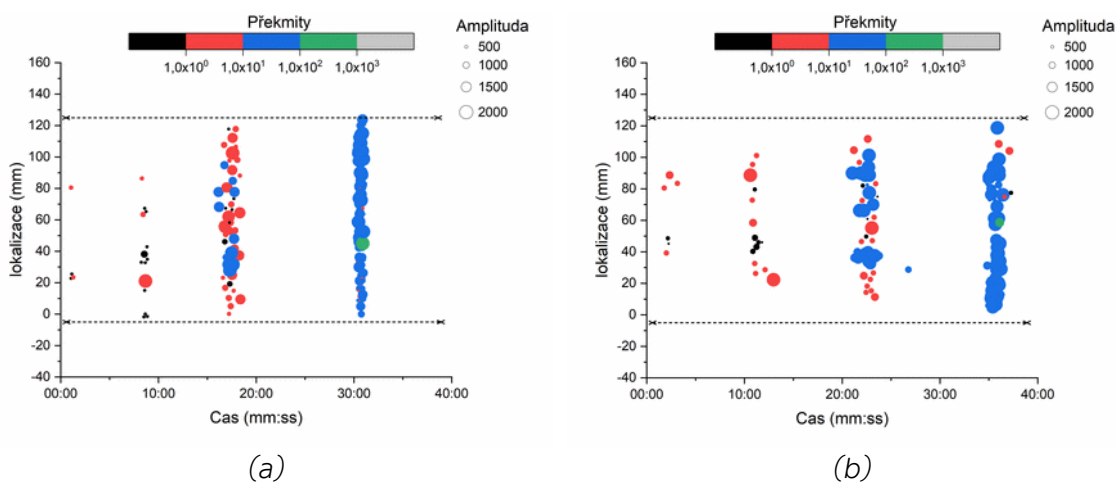 Překmity
1,0x10⁰ 1,0x10¹ 1,0x10² 1,0x10³
Amplituda
500
1000
1500
2000
160
140
120
100
80
60
40
20
0
-20
-40
lokalizace (mm)
00:00 10:00 20:00 30:00 40:00
Cas (mm:ss)
(a)
Překmity
1,0x10⁰ 1,0x10¹ 1,0x10² 1,0x10³
Amplituda
500
1000
1500
2000
160
140
120
100
80
60
40
20
0
-20
-40
lokalizace (mm)
00:00 10:00 20:00 30:00 40:00
Cas (mm:ss)
(b)